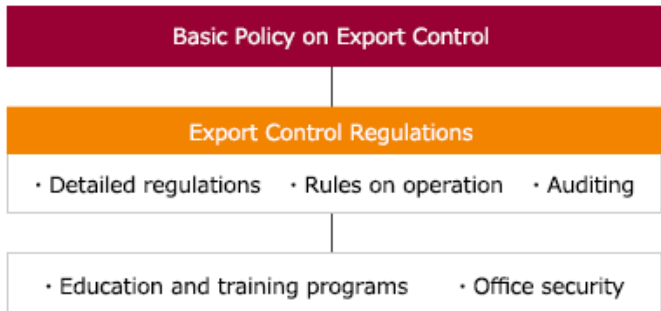 Basic Policy on Export Control
Export Control Regulations
・Detailed regulations ・Rules on operation ・Auditing
・Education and training programs ・Office security